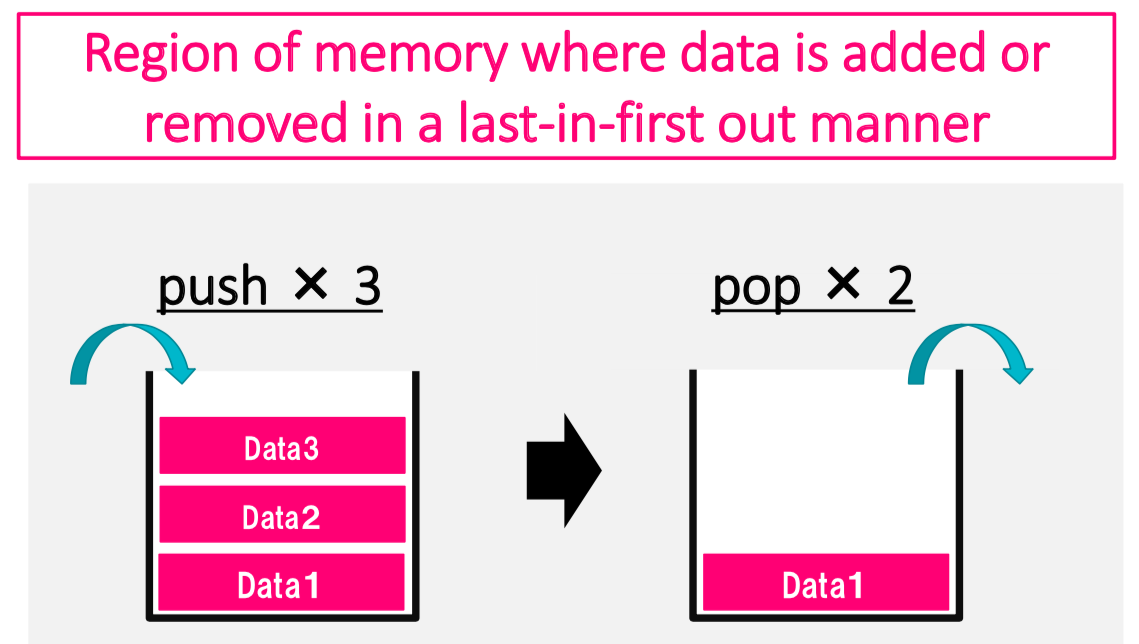 Region of memory where data is added or
removed in a last-in-first out manner
push × 3
pop × 2
Data3
Data2
Data1
Data1